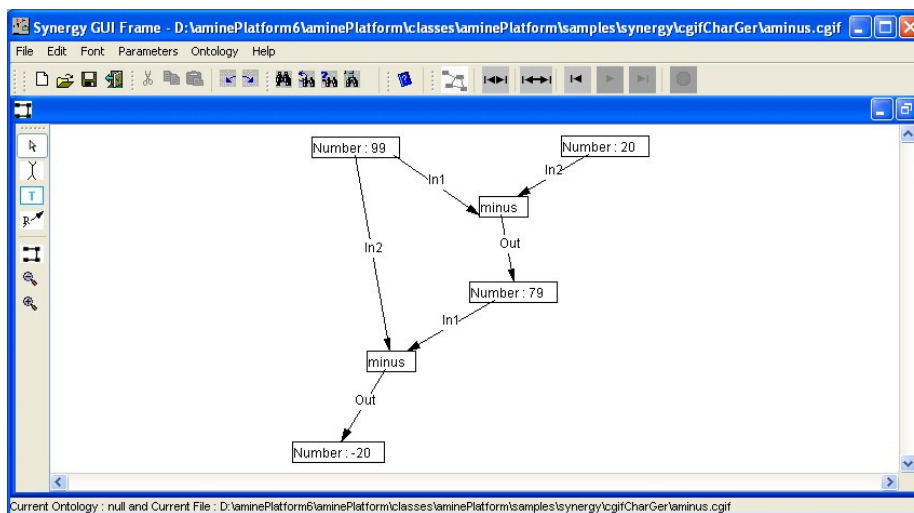 Synergy GUI Frame - D:\aminePlatform6\aminePlatform\classes\aminePlatform\samples\synergy\cgifCharGer\aminus.cgif
File Edit Font Parameters Ontology Help
Number : 99
Number : 20
In1
In2
minus
T
Out
In2
Number : 79
In1
minus
Out
Number : -20
Current Ontology : null and Current File : D:\aminePlatform6\aminePlatform\classes\aminePlatform\samples\synergy\cgifCharGer\aminus.cgif